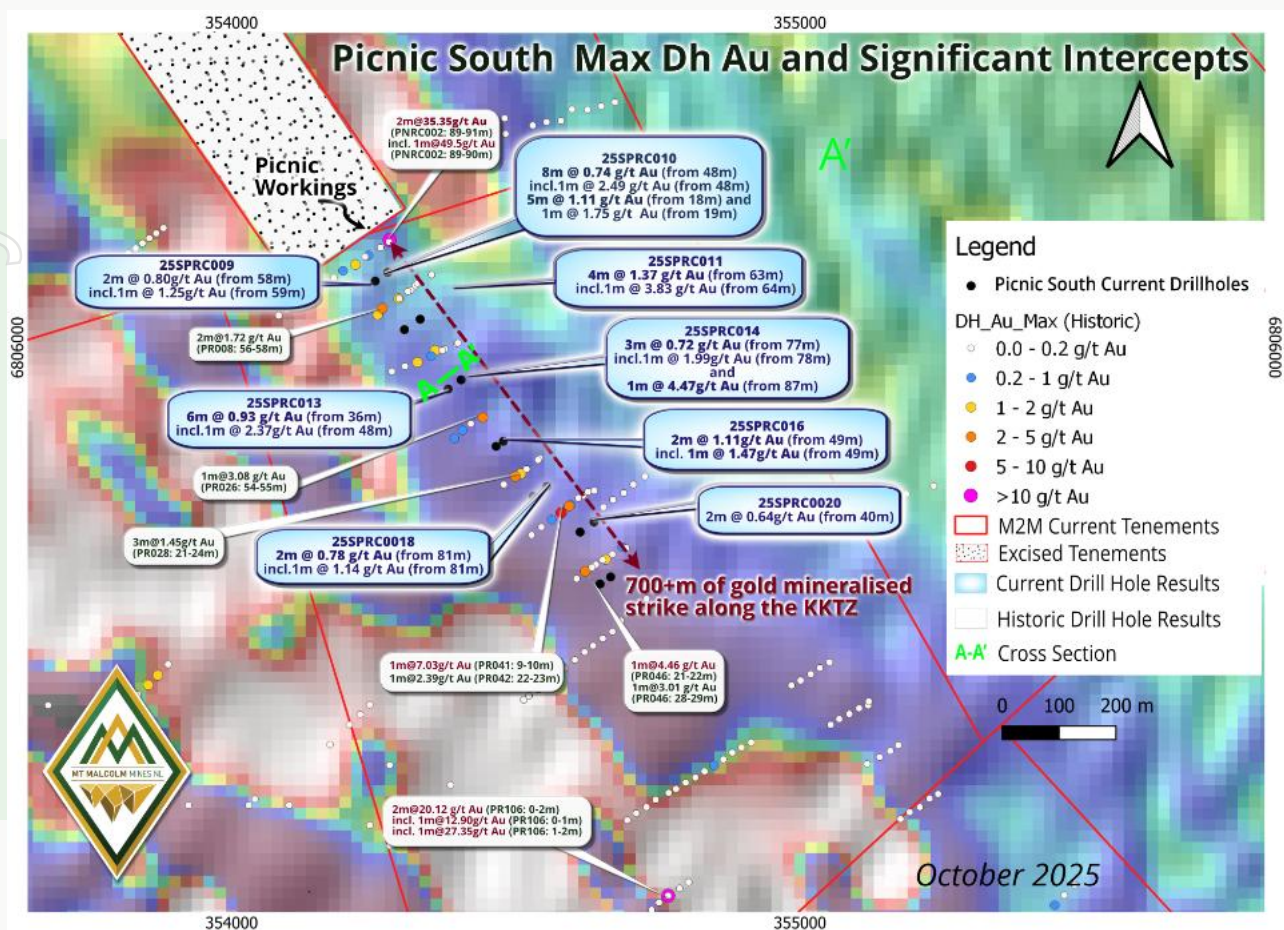 354000
355000
Picnic South Max Dh Au and Significant Intercepts
2m@35.35g/t Au
(PNRC002: 89-91m)
incl. 1m@49.5g/t Au
(PNRC002: 89-90m)
A'
Picnic
Workings
25SPRC010
8m @ 0.74 g/t Au (from 48m)
incl.1m @ 2.49 g/t Au (from 48m)
5m @ 1.11 g/t Au (from 18m) and
1m @ 1.75 g/t Au (from 19m)
25SPRC009
2m @ 0.80g/t Au (from 58m)
incl.1m @ 1.25g/t Au (from 59m)
25SPRC011
4m @ 1.37 g/t Au (from 63m)
incl.1m @ 3.83 g/t Au (from 64m)
2m@1.72 g/t Au
(PR008: 56-58m)
25SPRC014
3m @ 0.72 g/t Au (from 77m)
incl.1m @ 1.99g/t Au (from 78m)
and
1m @ 4.47g/t Au (from 87m)
A-A'
25SPRC013
6m @ 0.93 g/t Au (from 36m)
incl.1m @ 2.37g/t Au (from 48m)
25SPRC016
2m @ 1.11g/t Au (from 49m)
incl. 1m @ 1.47g/t Au (from 49m)
1m@3.08 g/t Au
(PR026: 54-55m)
25SPRC0020
2m @ 0.64g/t Au (from 40m)
3m@1.45g/t Au
(PR028: 21-24m)
25SPRC0018
2m @ 0.78 g/t Au (from 81m)
incl.1m @ 1.14 g/t Au (from 81m)
700+m of gold mineralised
strike along the KKTZ
1m@7.03g/t Au (PR041: 9-10m)
1m@2.39g/t Au (PR042: 22-23m)
1m@4.46 g/t Au
(PR046: 21-22m)
1m@3.01 g/t Au
(PR046: 28-29m)
2m@20.12 g/t Au (PR106: 0-2m)
incl. 1m@12.90g/t Au (PR106: 0-1m)
incl. 1m@27.35g/t Au (PR106: 1-2m)
Legend
Picnic South Current Drillholes
DH_Au_Max (Historic)
0.0 - 0.2 g/t Au
0.2 - 1 g/t Au
1 - 2 g/t Au
2 - 5 g/t Au
5 - 10 g/t Au
>10 g/t Au
M2M Current Tenements
Excised Tenements
Current Drill Hole Results
Historic Drill Hole Results
A-A' Cross Section
0 100 200 m
6806000
6806000
MT MALCOLM MINES NL
October 2025
354000
355000